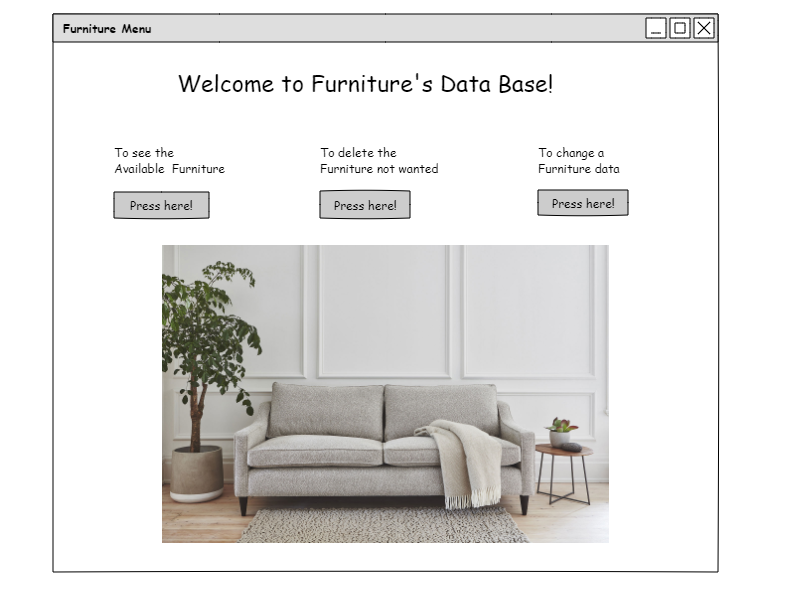 Furniture Menu
Welcome to Furniture's Data Base!
To see the
Available Furniture
Press here!
To delete the
Furniture not wanted
Press here!
To change a
Furniture data
Press here!